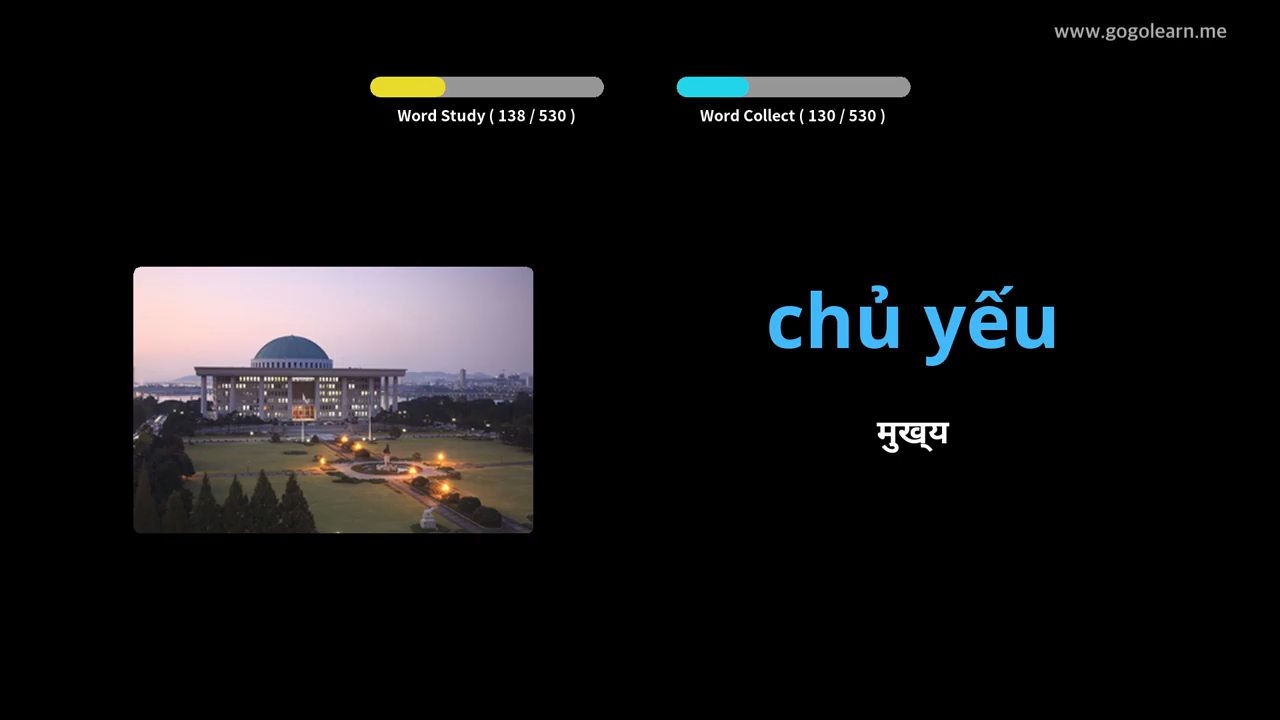 www.gogolearn.me
Word Study ( 138 / 530 )
Word Collect ( 130 / 530 )
chủ yếu
मुख्य